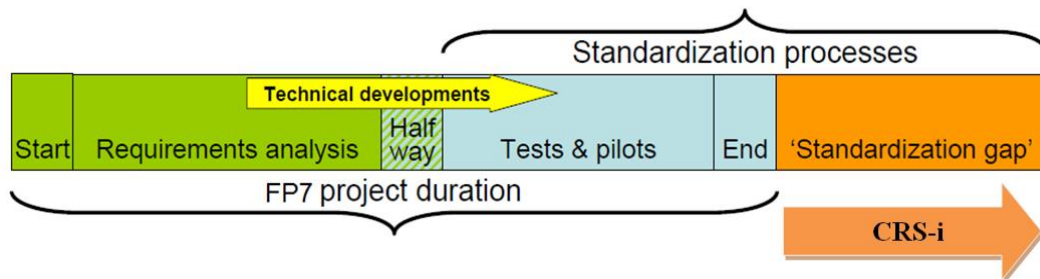 Standardization processes
Technical developments
Start
Requirements analysis
Half
way
Tests & pilots
End
‘Standardization gap’
FP7 project duration
CRS-i